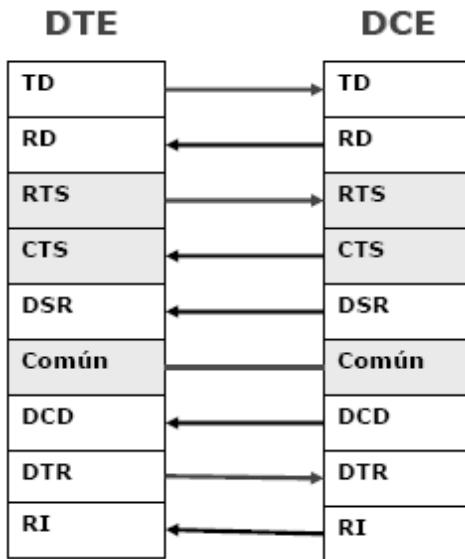 DTE DCE
TD TD
RD RD
RTS RTS
CTS CTS
DSR DSR
Común Común
DCD DCD
DTR DTR
RI RI